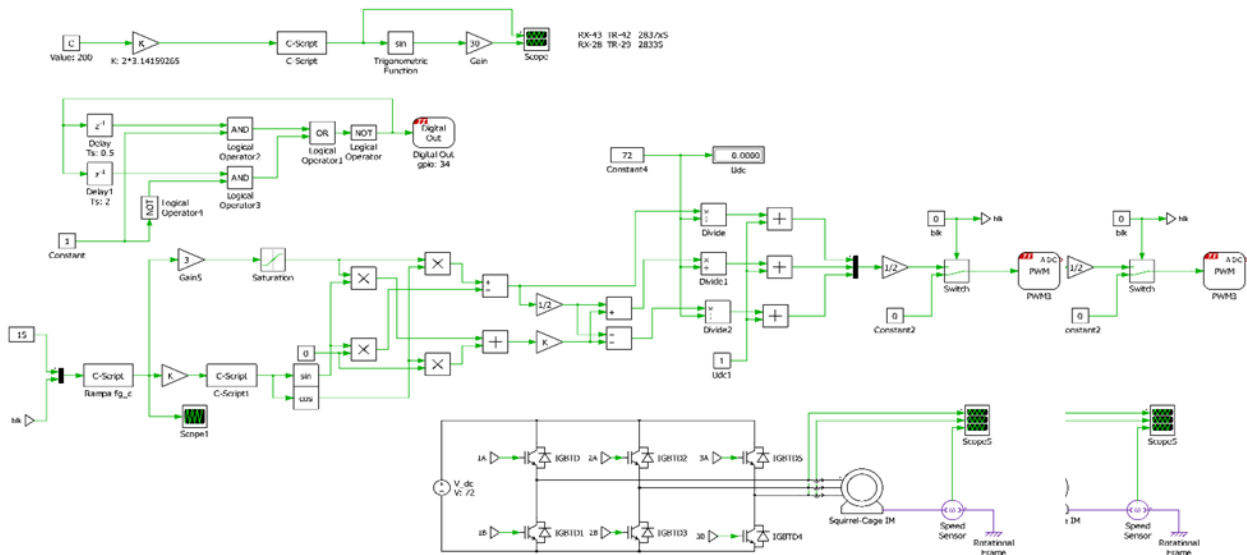 C
Value: 200
K
K: 2*3.14159265
C-Script
C-Script
sin
Trigonometric
Function
30
Gain
Scope
RX-43 TR-42 2837xS
RX-28 TR-29 28335
z⁻¹
Delay
Ts: 0.5
AND
Logical
Operator2
OR
Logical
Operator1
NOT
Logical
Operator
Digital
Out
Digital Out
gpio: 34
z⁻¹
Delay1
Ts: 2
AND
Logical
Operator3
NOT
Logical
Operator4
1
Constant
72
Constant4
0.0000
Udc
3
Gain5
Saturation
×
×
×
×
+
−
+
1/2
K
+
+
−
−
×
÷
Divide
×
÷
Divide1
×
÷
Divide2
+
+
+
1
Udc1
1/2
0
blk
blk
Switch
0
Constant2
ADC
PWM
PWM3
1/2
0
blk
blk
Switch
0
onstant2
ADC
PWM
PWM3
15
blk
C-Script
Rampa fg_c
K
C-Script
C-Script1
0
sin
cos
Scope1
V_dc
V: 72
1A
IGBTD
2A
IGBTD2
3A
IGBTD5
1B
IGBTD1
2B
IGBTD3
3B
IGBTD4
Squirrel-Cage IM
Scope5
ω
Speed
Sensor
Rotational
Frame
Scope5
a IM
ω
Speed
Sensor
Rotational
Frame